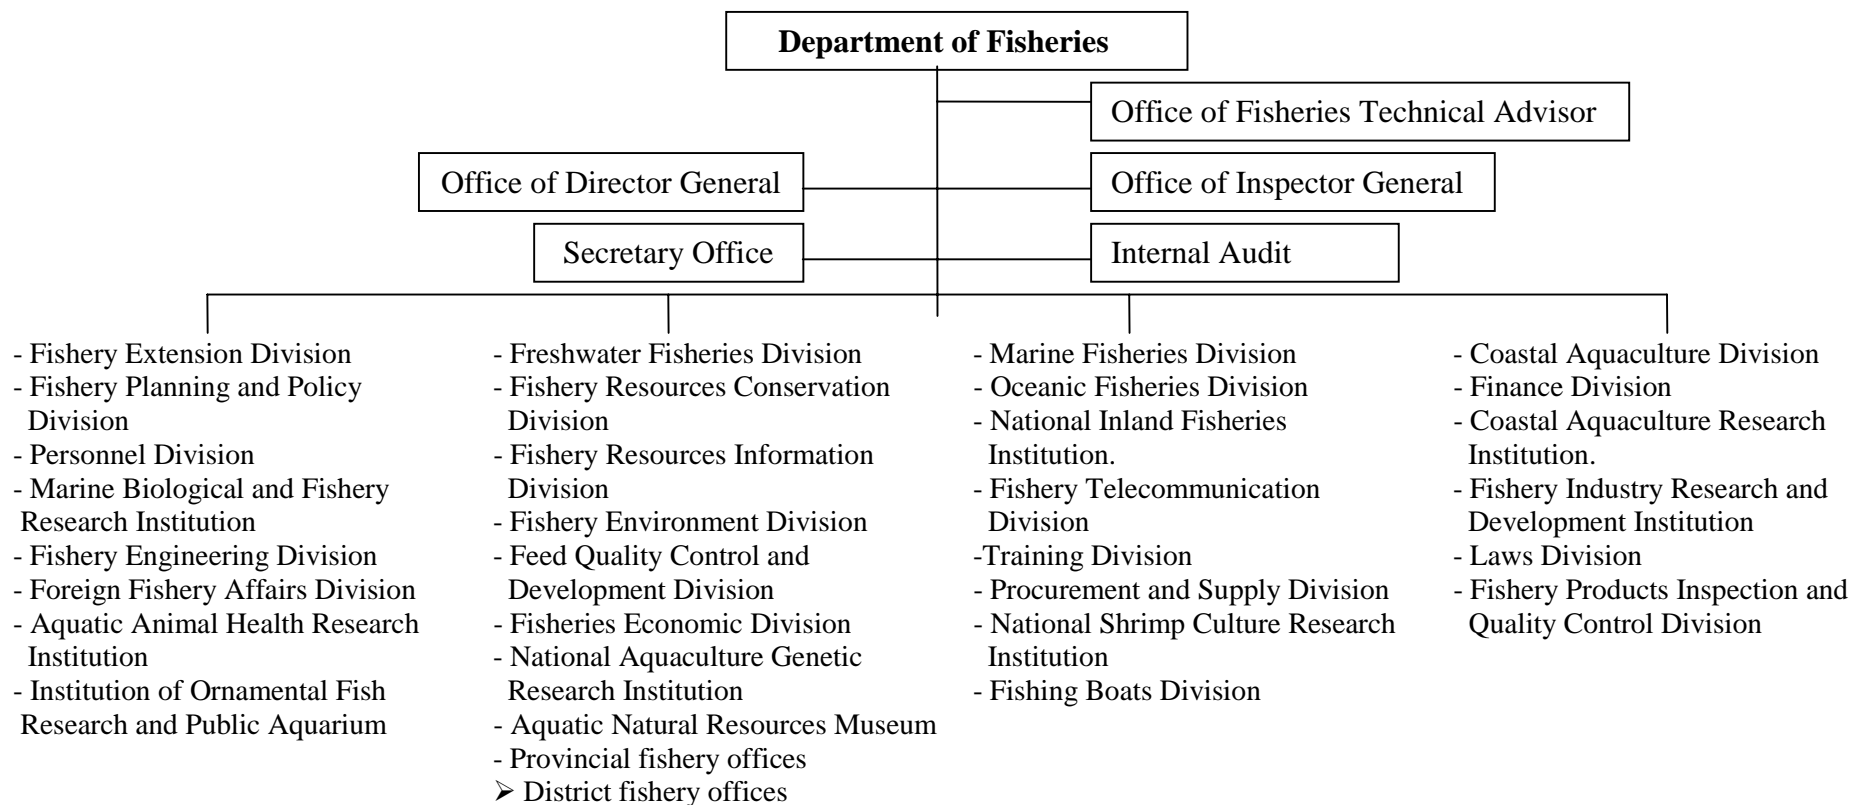 Department of Fisheries
Office of Fisheries Technical Advisor
Office of Director General
Office of Inspector General
Secretary Office
Internal Audit
- Fishery Extension Division
- Fishery Planning and Policy
Division
- Personnel Division
- Marine Biological and Fishery
Research Institution
- Fishery Engineering Division
- Foreign Fishery Affairs Division
- Aquatic Animal Health Research
Institution
- Institution of Ornamental Fish
Research and Public Aquarium
- Freshwater Fisheries Division
- Fishery Resources Conservation
Division
- Fishery Resources Information
Division
- Fishery Environment Division
- Feed Quality Control and
Development Division
- Fisheries Economic Division
- National Aquaculture Genetic
Research Institution
- Aquatic Natural Resources Museum
- Provincial fishery offices
➢ District fishery offices
- Marine Fisheries Division
- Oceanic Fisheries Division
- National Inland Fisheries
Institution.
- Fishery Telecommunication
Division
-Training Division
- Procurement and Supply Division
- National Shrimp Culture Research
Institution
- Fishing Boats Division
- Coastal Aquaculture Division
- Finance Division
- Coastal Aquaculture Research
Institution.
- Fishery Industry Research and
Development Institution
- Laws Division
- Fishery Products Inspection and
Quality Control Division